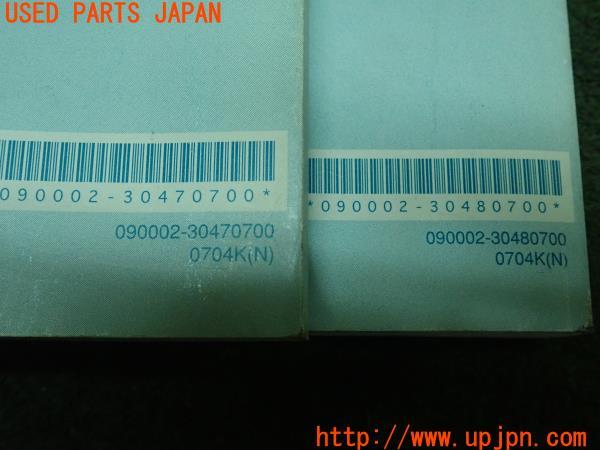 USED PARTS JAPAN
090002-30470700*
090002-30470700
0704K(N)
*090002-30480700*
090002-30480700
0704K(N)
http://www.upjpn.com